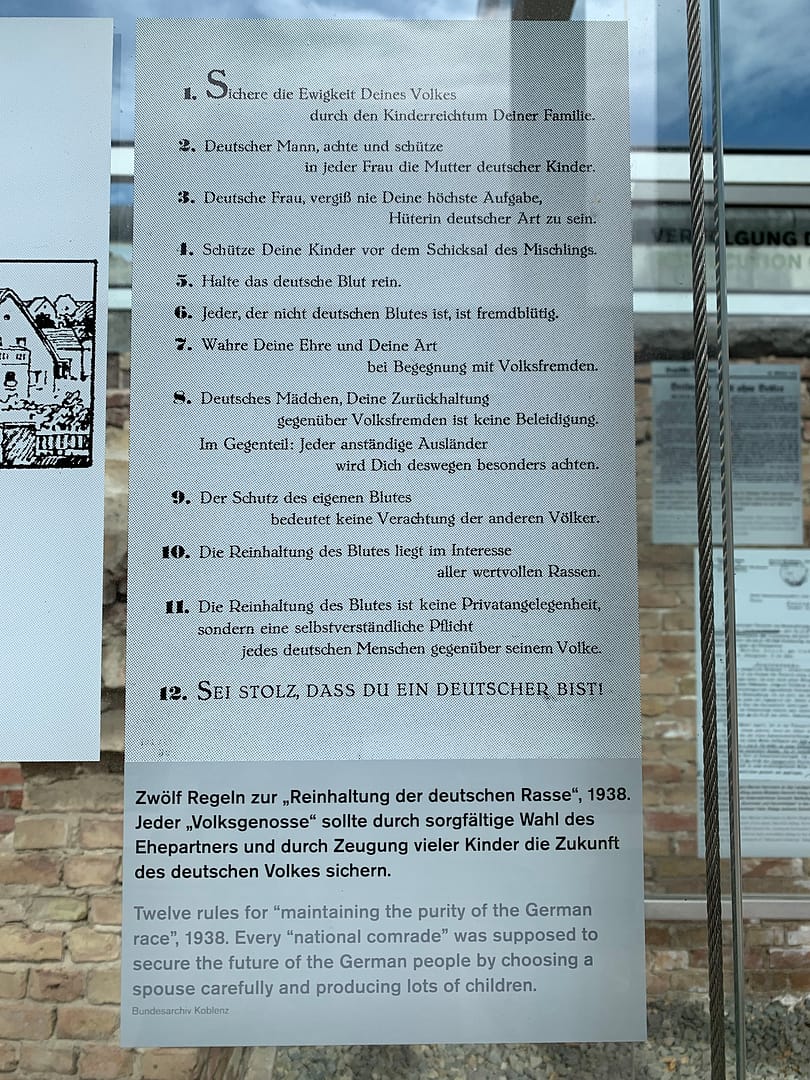 1. Sichere die Ewigkeit Deines Volkes
durch den Kinderreichtum Deiner Familie.
2. Deutscher Mann, achte und schütze
in jeder Frau die Mutter deutscher Kinder.
3. Deutsche Frau, vergiß nie Deine höchste Aufgabe,
Hüterin deutscher Art zu sein.
4. Schütze Deine Kinder vor dem Schicksal des Mischlings.
5. Halte das deutsche Blut rein.
6. Jeder, der nicht deutschen Blutes ist, ist fremdblütig.
7. Wahre Deine Ehre und Deine Art
bei Begegnung mit Volksfremden.
8. Deutsches Mädchen, Deine Zurückhaltung
gegenüber Volksfremden ist keine Beleidigung.
Im Gegenteil: Jeder anständige Ausländer
wird Dich deswegen besonders achten.
9. Der Schutz des eigenen Blutes
bedeutet keine Verachtung der anderen Völker.
10. Die Reinhaltung des Blutes liegt im Interesse
aller wertvollen Rassen.
11. Die Reinhaltung des Blutes ist keine Privatangelegenheit,
sondern eine selbstverständliche Pflicht
jedes deutschen Menschen gegenüber seinem Volke.
12. SEI STOLZ, DASS DU EIN DEUTSCHER BIST!
Zwölf Regeln zur „Reinhaltung der deutschen Rasse“, 1938.
Jeder „Volksgenosse“ sollte durch sorgfältige Wahl des
Ehepartners und durch Zeugung vieler Kinder die Zukunft
des deutschen Volkes sichern.
Twelve rules for “maintaining the purity of the German
race”, 1938. Every “national comrade” was supposed to
secure the future of the German people by choosing a
spouse carefully and producing lots of children.
Bundesarchiv Koblenz